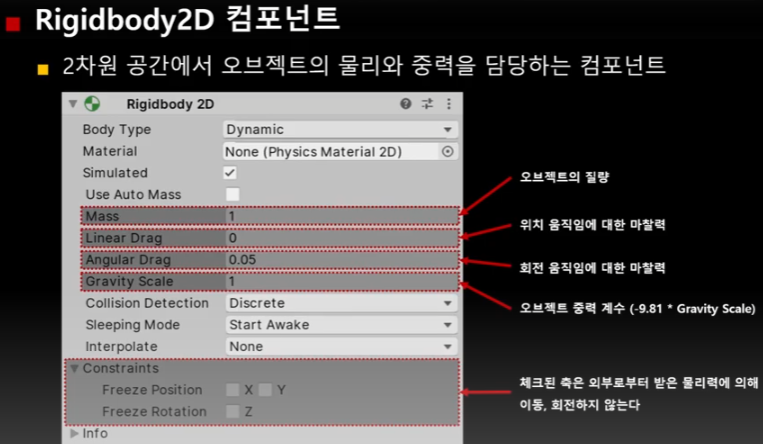 Rigidbody2D 컴포넌트
2차원 공간에서 오브젝트의 물리와 중력을 담당하는 컴포넌트
Rigidbody 2D
Body Type Dynamic
Material None (Physics Material 2D)
Simulated
Use Auto Mass
Mass 1
Linear Drag 0
Angular Drag 0.05
Gravity Scale 1
Collision Detection Discrete
Sleeping Mode Start Awake
Interpolate None
Constraints
Freeze Position X Y
Freeze Rotation Z
Info
오브젝트의 질량
위치 움직임에 대한 마찰력
회전 움직임에 대한 마찰력
오브젝트 중력 계수 (-9.81 * Gravity Scale)
체크된 축은 외부로부터 받은 물리력에 의해
이동, 회전하지 않는다